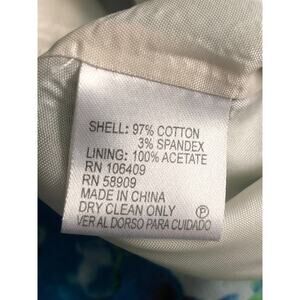 SHELL: 97% COTTON
3% SPANDEX
LINING: 100% ACETATE
RN 106409
RN 58909
MADE IN CHINA
DRY CLEAN ONLY Ⓟ
VER AL DORSO PARA CUIDADO